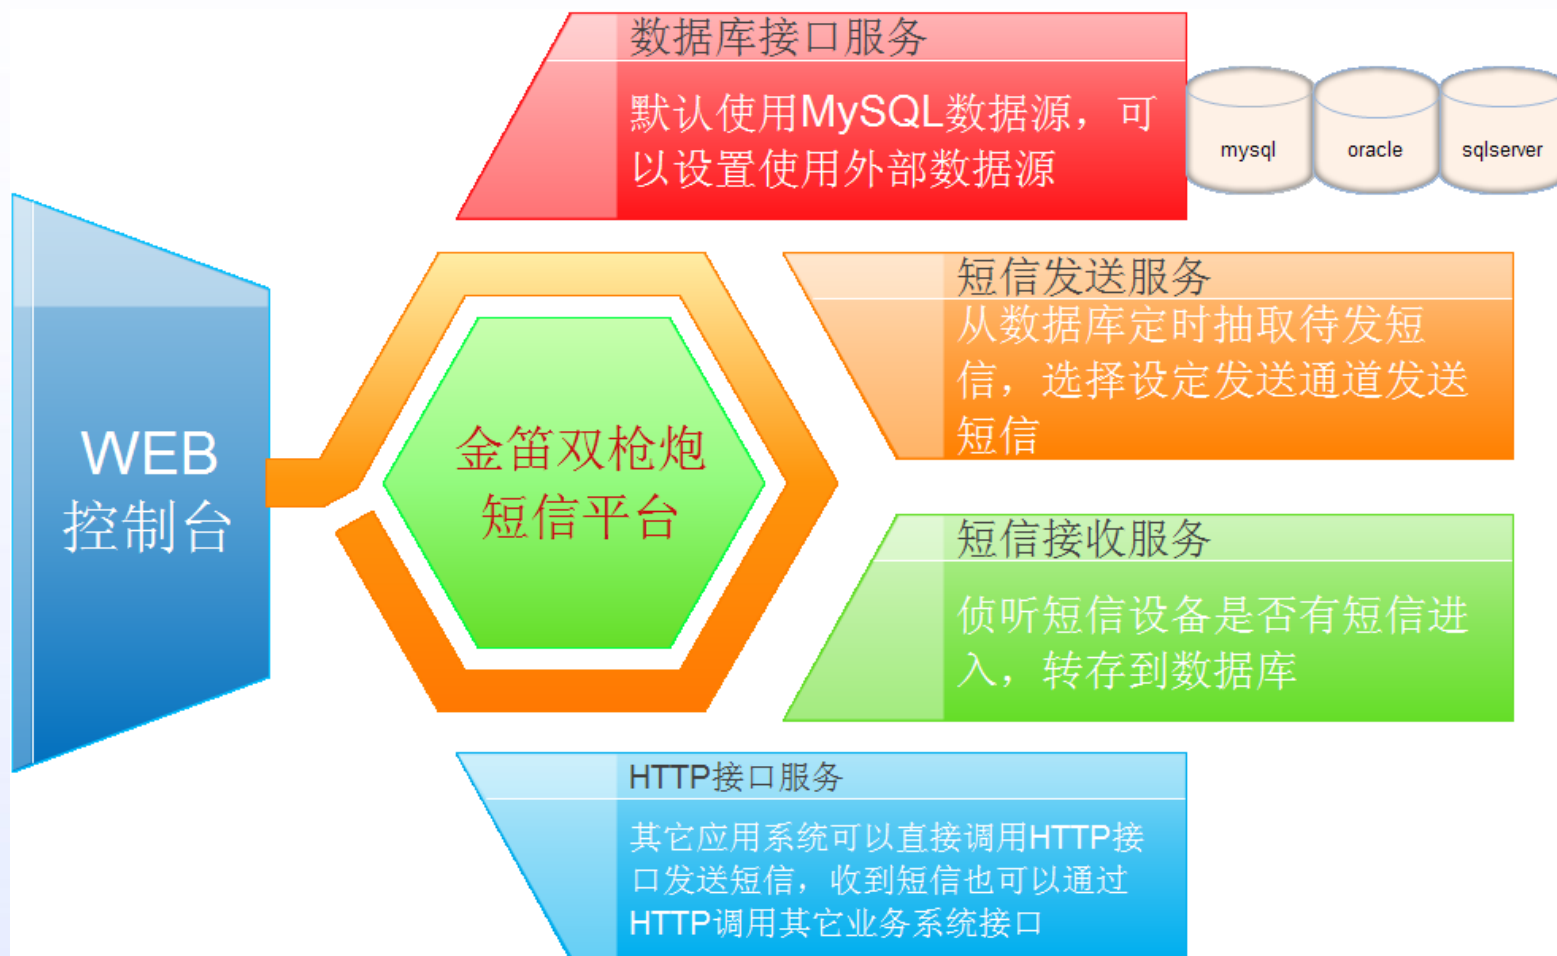 数据库接口服务
默认使用MySQL数据源，可
以设置使用外部数据源
mysql
oracle
sqlserver
短信发送服务
从数据库定时抽取待发短
信，选择设定发送通道发送
短信
WEB
控制台
金笛双枪炮
短信平台
短信接收服务
侦听短信设备是否有短信进
入，转存到数据库
HTTP接口服务
其它应用系统可以直接调用HTTP接
口发送短信，收到短信也可以通过
HTTP调用其它业务系统接口